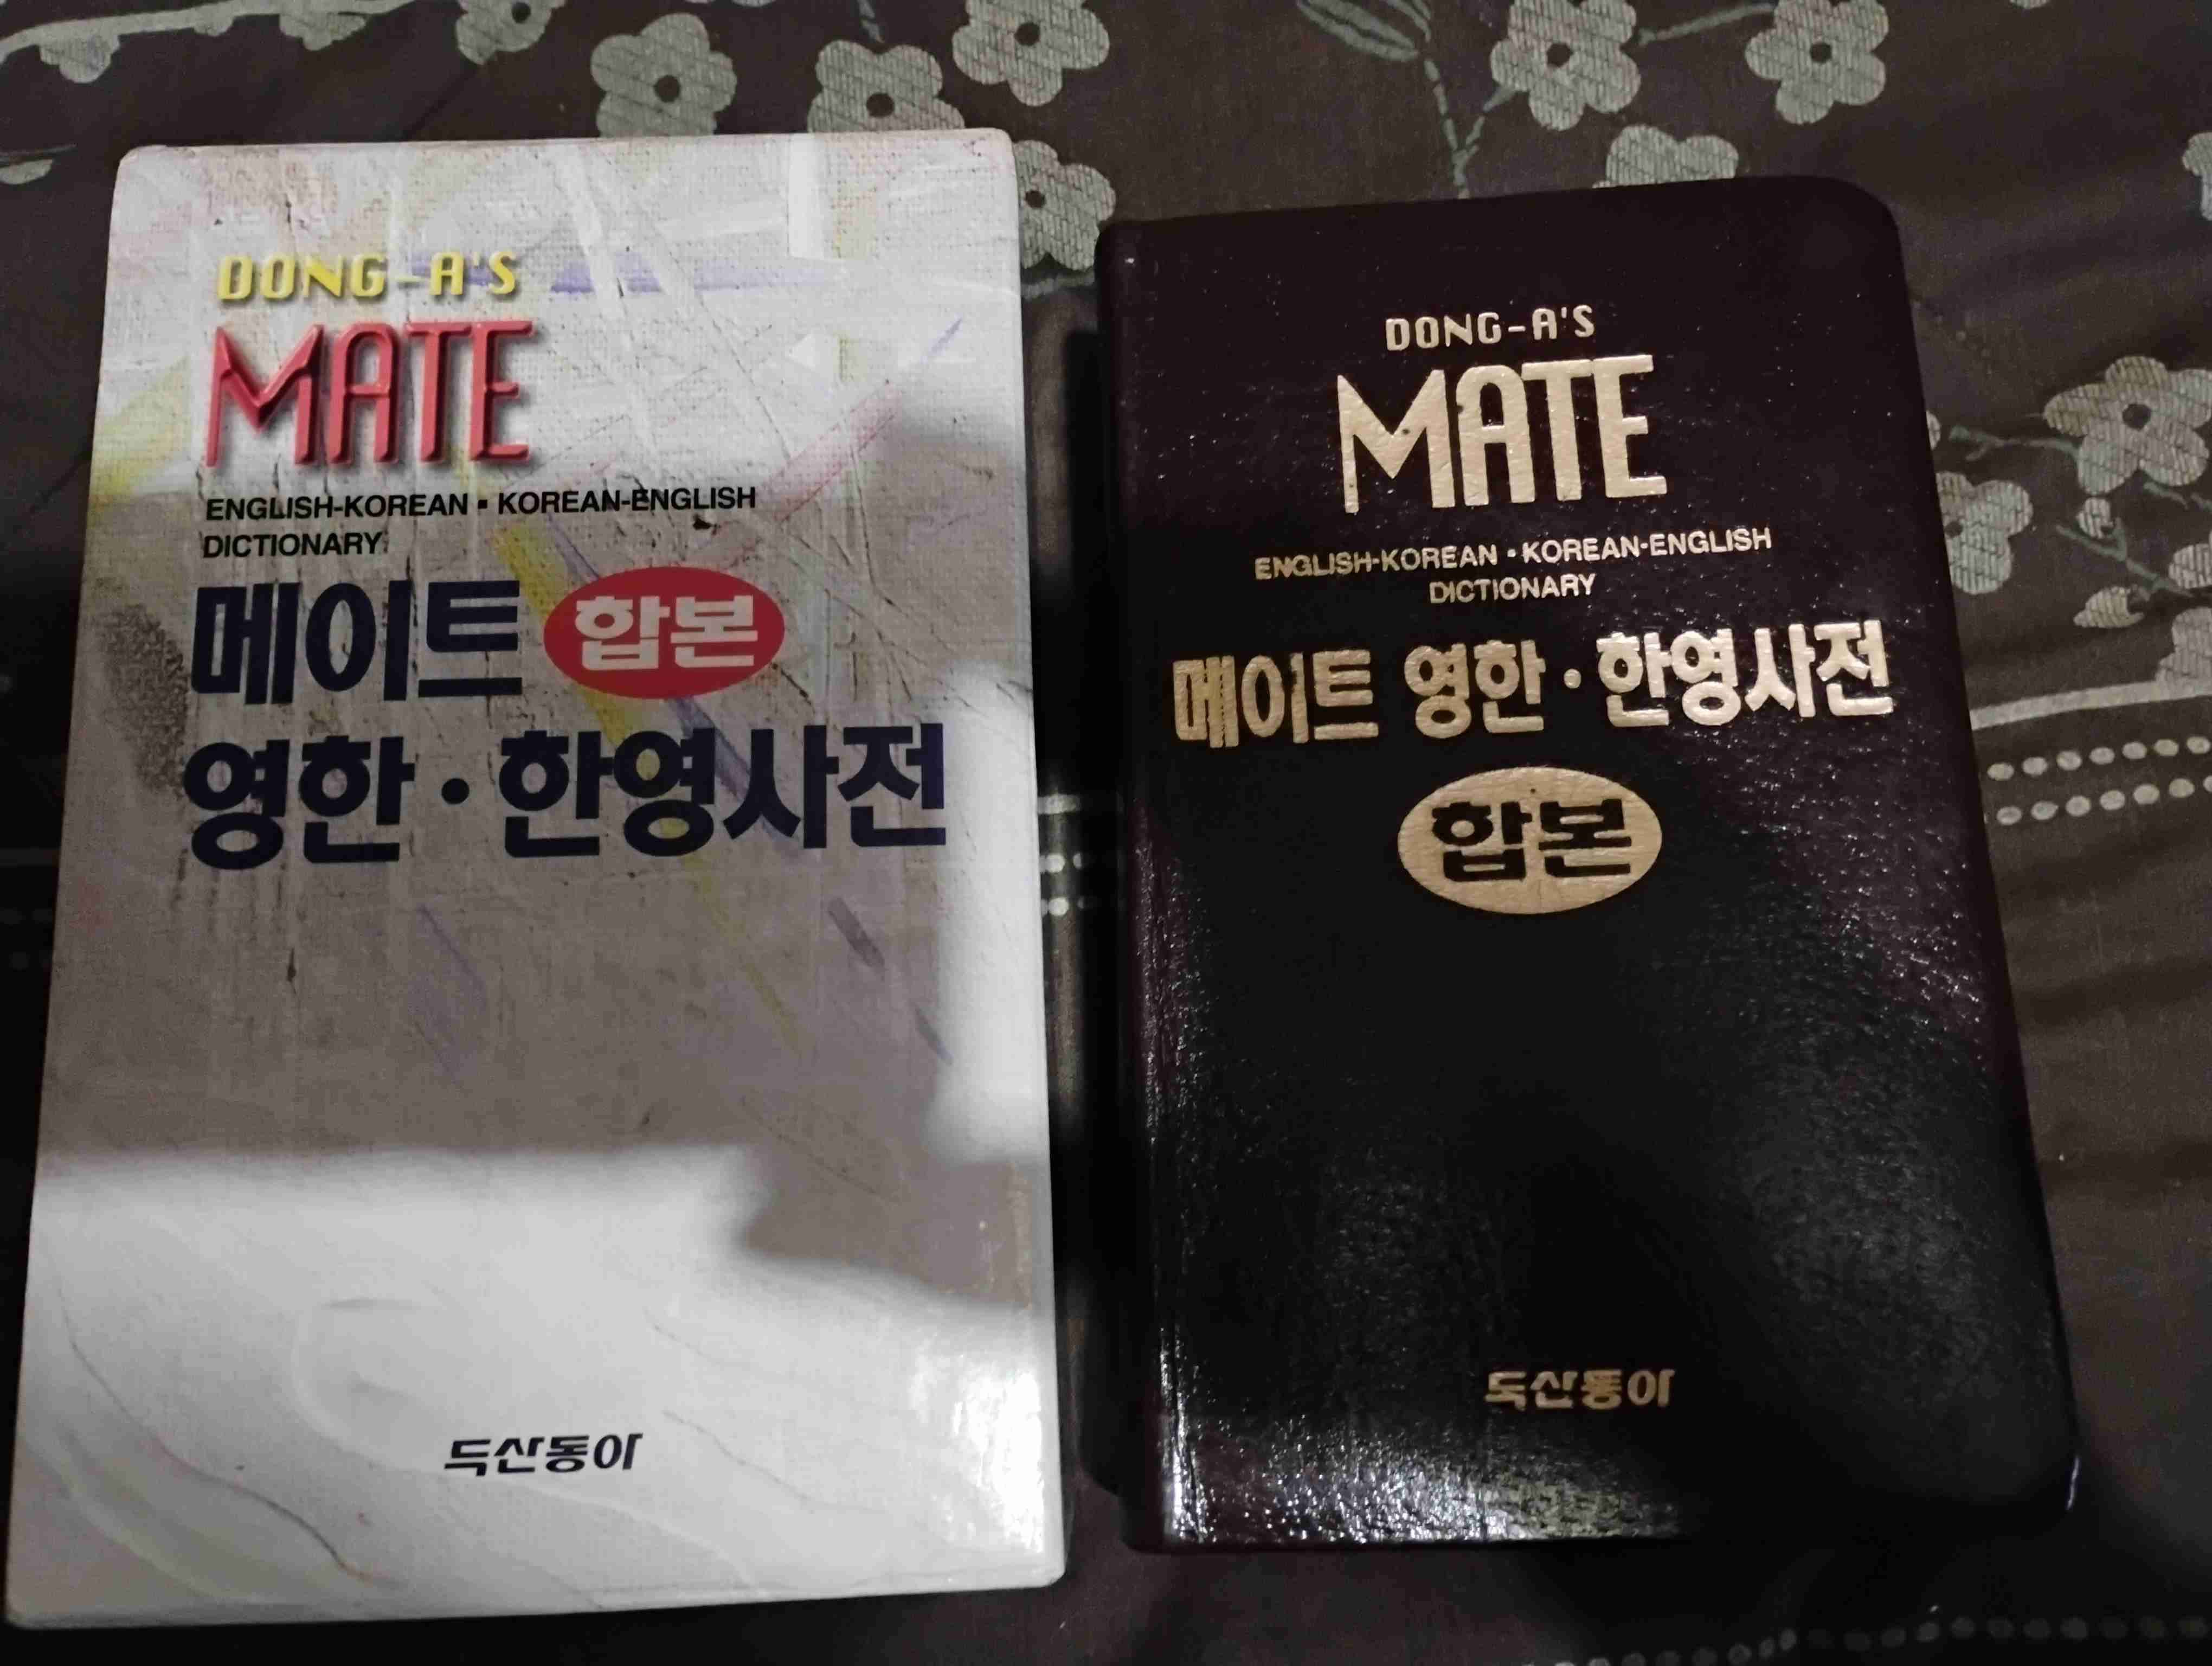 DONG-A'S
MATE
ENGLISH-KOREAN ▪ KOREAN-ENGLISH
DICTIONARY
메이트 합본
영한·한영사전
두산동아
DONG-A'S
MATE
ENGLISH-KOREAN ▪ KOREAN-ENGLISH
DICTIONARY
메이트 영한·한영사전
합본
두산동아